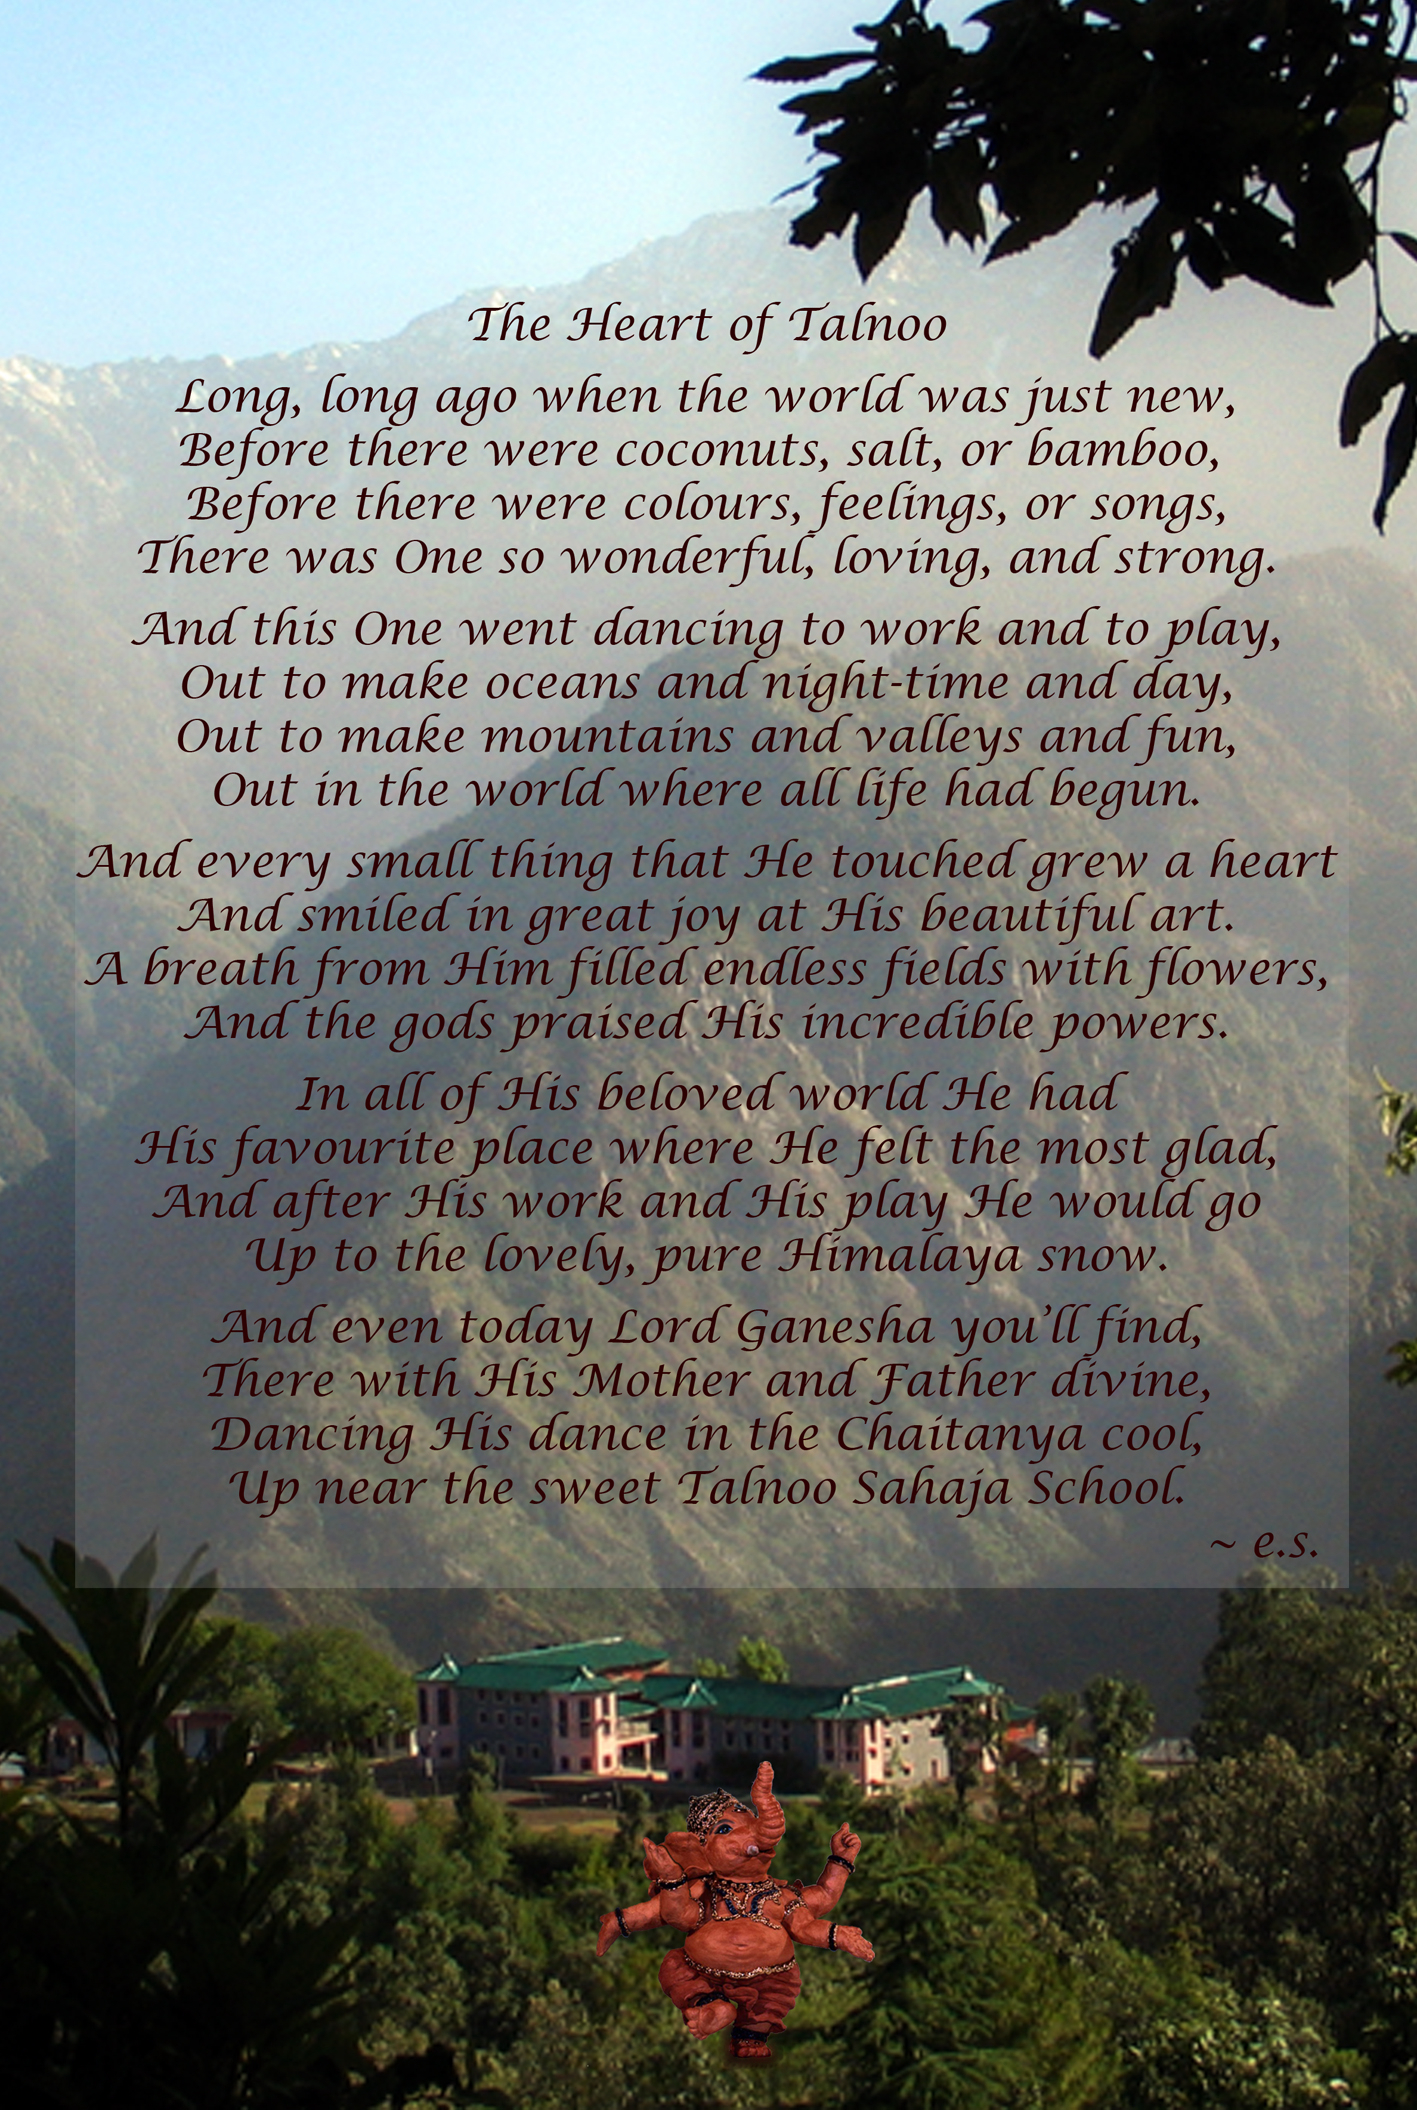 The Heart of Talnoo
Long, long ago when the world was just new,
Before there were coconuts, salt, or bamboo,
Before there were colours, feelings, or songs,
There was One so wonderful, loving, and strong.
And this One went dancing to work and to play,
Out to make oceans and night-time and day,
Out to make mountains and valleys and fun,
Out in the world where all life had begun.
And every small thing that He touched grew a heart
And smiled in great joy at His beautiful art.
A breath from Him filled endless fields with flowers,
And the gods praised His incredible powers.
In all of His beloved world He had
His favourite place where He felt the most glad,
And after His work and His play He would go
Up to the lovely, pure Himalaya snow.
And even today Lord Ganesha you'll find,
There with His Mother and Father divine,
Dancing His dance in the Chaitanya cool,
Up near the sweet Talnoo Sahaja School.
~ e.s.